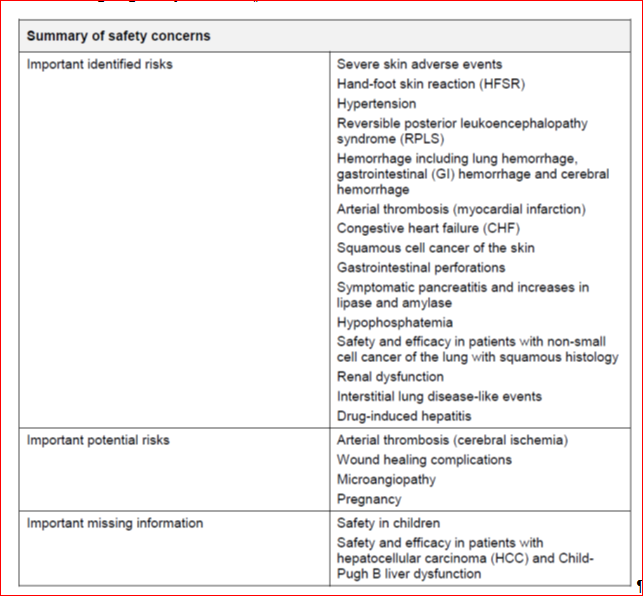 Summary of safety concerns
Important identified risks
Severe skin adverse events
Hand-foot skin reaction (HFSR)
Hypertension
Reversible posterior leukoencephalopathy
syndrome (RPLS)
Hemorrhage including lung hemorrhage,
gastrointestinal (GI) hemorrhage and cerebral
hemorrhage
Arterial thrombosis (myocardial infarction)
Congestive heart failure (CHF)
Squamous cell cancer of the skin
Gastrointestinal perforations
Symptomatic pancreatitis and increases in
lipase and amylase
Hypophosphatemia
Safety and efficacy in patients with non-small
cell cancer of the lung with squamous histology
Renal dysfunction
Interstitial lung disease-like events
Drug-induced hepatitis
Important potential risks
Arterial thrombosis (cerebral ischemia)
Wound healing complications
Microangiopathy
Pregnancy
Important missing information
Safety in children
Safety and efficacy in patients with
hepatocellular carcinoma (HCC) and Child-
Pugh B liver dysfunction
¶